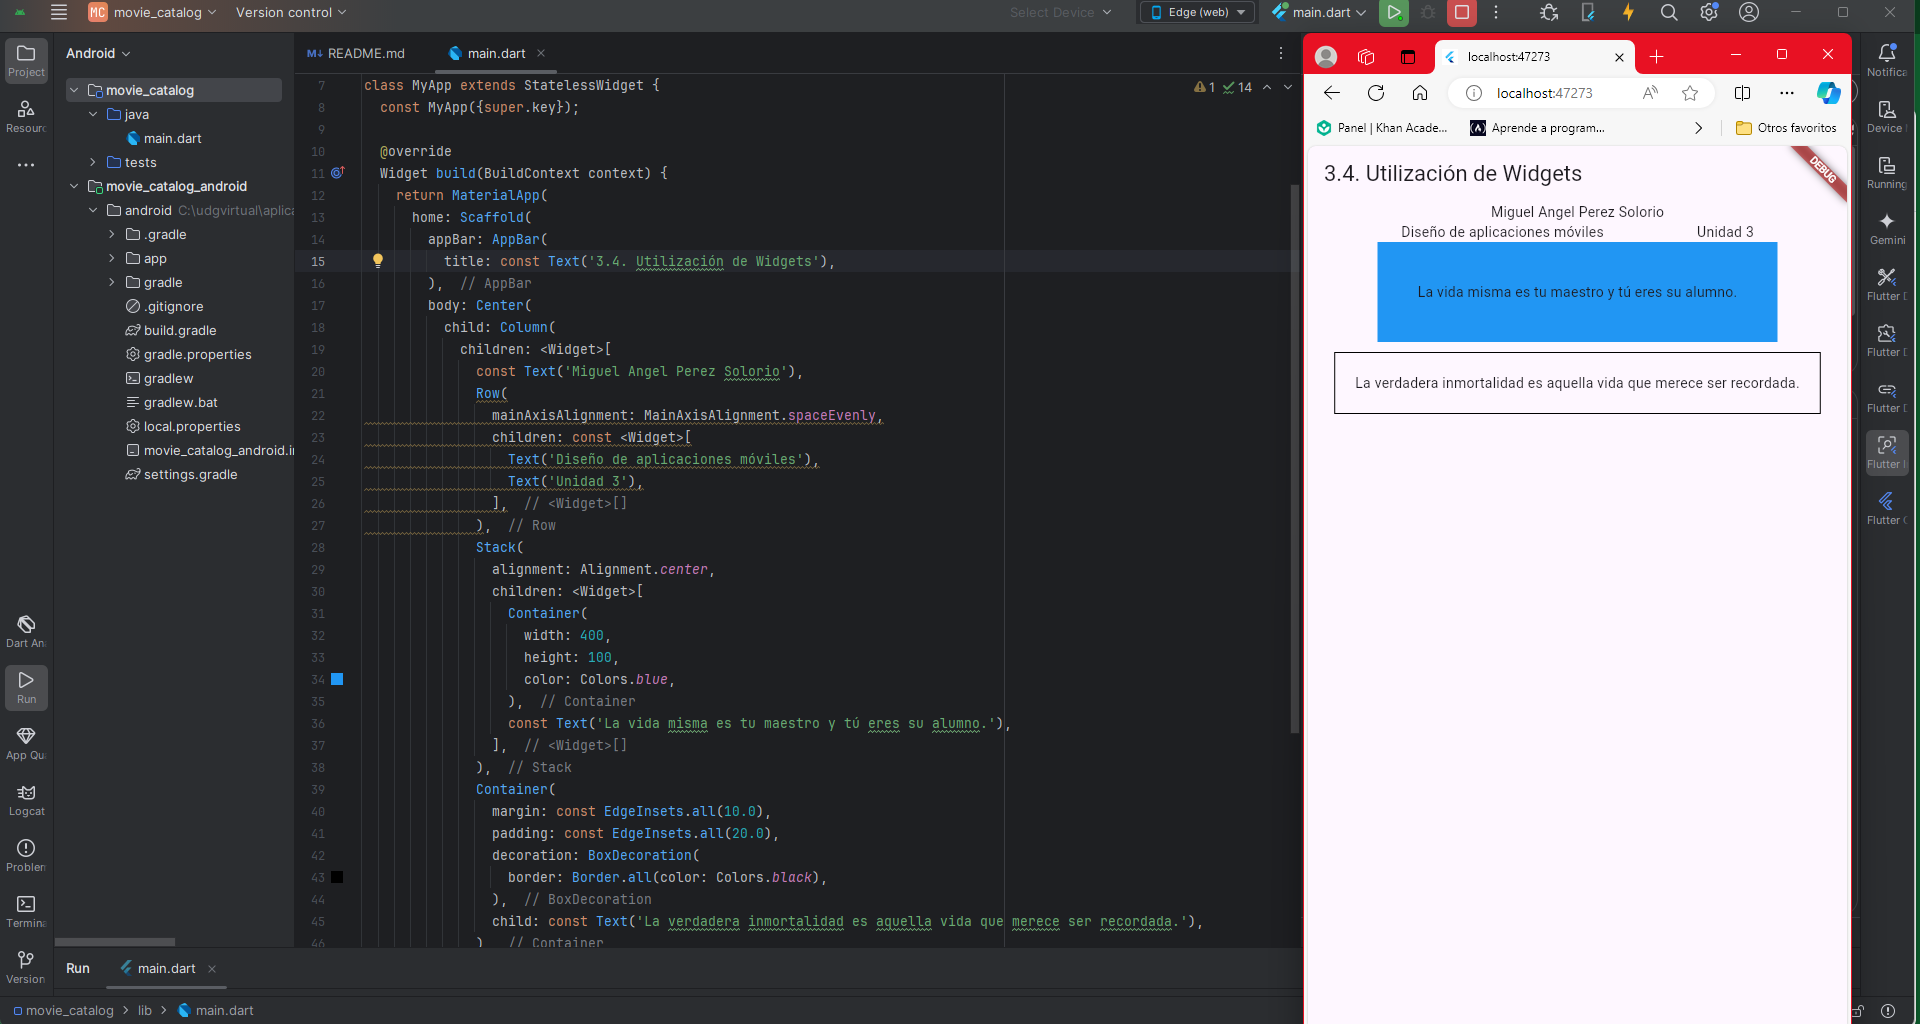 MC movie_catalog
Version control
Select Device
Edge (web)
main.dart
Project
Resourc
Android
movie_catalog
java
main.dart
tests
movie_catalog_android
android C:\udgvirtual\aplica
.gradle
app
gradle
.gitignore
build.gradle
gradle.properties
gradlew
gradlew.bat
local.properties
movie_catalog_android.i
settings.gradle
Dart An
Run
App Qu
Logcat
Problem
Termina
Version
README.md
main.dart
1 14
7 class MyApp extends StatelessWidget {
8 const MyApp({super.key});
9
10 @override
11 Widget build(BuildContext context) {
12 return MaterialApp(
13 home: Scaffold(
14 appBar: AppBar(
15 title: const Text('3.4. Utilización de Widgets'),
16 ), // AppBar
17 body: Center(
18 child: Column(
19 children: <Widget>[
20 const Text('Miguel Angel Perez Solorio'),
21 Row(
22 mainAxisAlignment: MainAxisAlignment.spaceEvenly,
23 children: const <Widget>[
24 Text('Diseño de aplicaciones móviles'),
25 Text('Unidad 3'),
26 ], // <Widget>[]
27 ), // Row
28 Stack(
29 alignment: Alignment.center,
30 children: <Widget>[
31 Container(
32 width: 400,
33 height: 100,
34 color: Colors.blue,
35 ), // Container
36 const Text('La vida misma es tu maestro y tú eres su alumno.'),
37 ], // <Widget>[]
38 ), // Stack
39 Container(
40 margin: const EdgeInsets.all(10.0),
41 padding: const EdgeInsets.all(20.0),
42 decoration: BoxDecoration(
43 border: Border.all(color: Colors.black),
44 ), // BoxDecoration
45 child: const Text('La verdadera inmortalidad es aquella vida que merece ser recordada.'),
46 ) // Container
Run
main.dart
movie_catalog > lib > main.dart
localhost:47273
localhost:47273
Panel | Khan Acade...
Aprende a program...
Otros favoritos
3.4. Utilización de Widgets
DEBUG
Miguel Angel Perez Solorio
Diseño de aplicaciones móviles
Unidad 3
La vida misma es tu maestro y tú eres su alumno.
La verdadera inmortalidad es aquella vida que merece ser recordada.
Notifica
Device
Running
Gemini
Flutter D
Flutter D
Flutter D
Flutter I
Flutter C